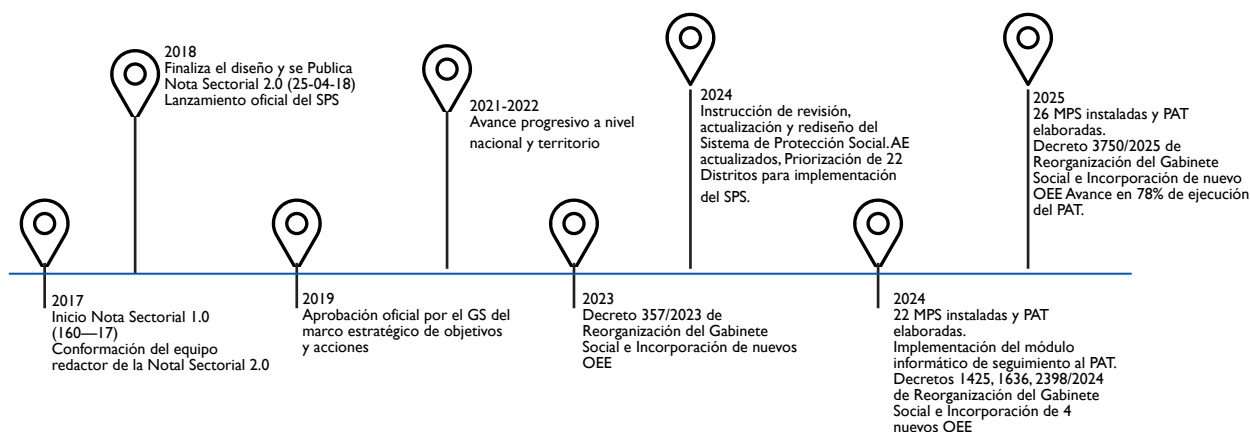 2017
Inicio Nota Sectorial 1.0
(160—17)
Conformación del equipo
redactor de la Notal Sectorial 2.0
2018
Finaliza el diseño y se Publica
Nota Sectorial 2.0 (25-04-18)
Lanzamiento oficial del SPS
2019
Aprobación oficial por el GS del
marco estratégico de objetivos
y acciones
2021-2022
Avance progresivo a nivel
nacional y territorio
2023
Decreto 357/2023 de
Reorganización del Gabinete
Social e Incorporación de nuevos
OEE
2024
Instrucción de revisión,
actualización y rediseño del
Sistema de Protección Social. AE
actualizados, Priorización de 22
Distritos para implementación
del SPS.
2024
22 MPS instaladas y PAT
elaboradas.
Implementación del módulo
informático de seguimiento al PAT.
Decretos 1425, 1636, 2398/2024
de Reorganización del Gabinete
Social e Incorporación de 4
nuevos OEE
2025
26 MPS instaladas y PAT
elaboradas.
Decreto 3750/2025 de
Reorganización del Gabinete
Social e Incorporación de nuevo
OEE Avance en 78% de ejecución
del PAT.